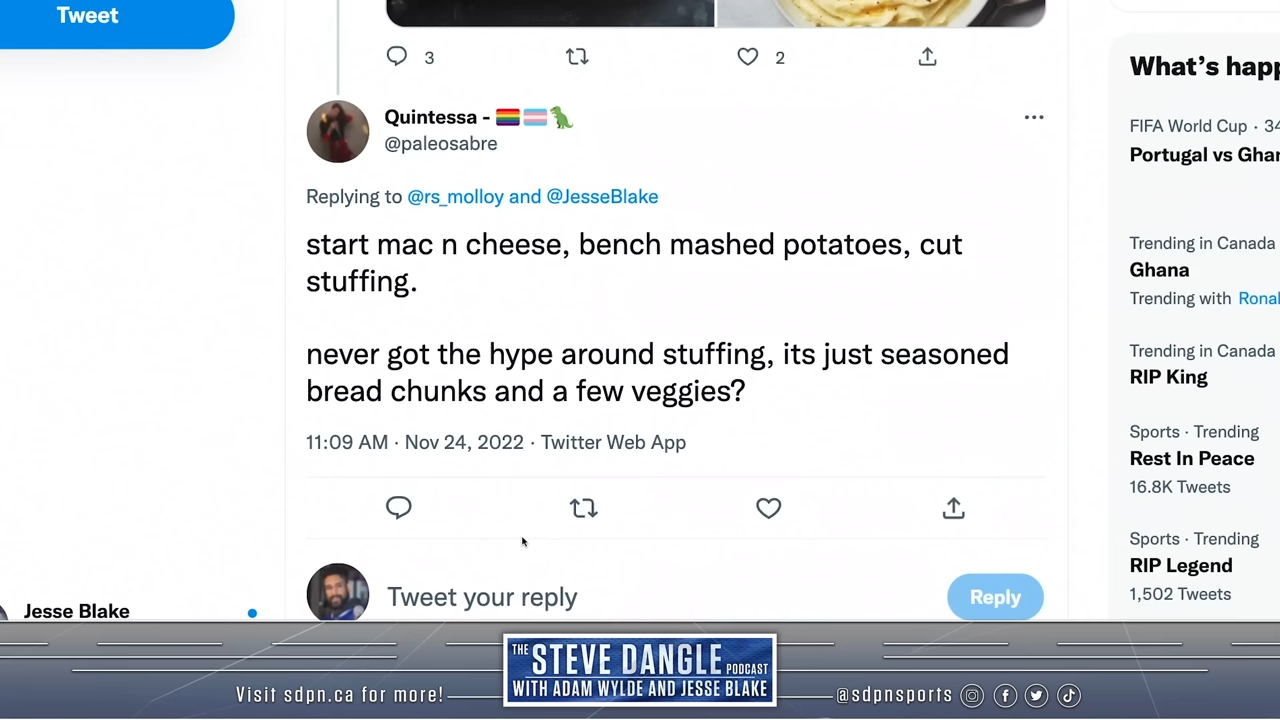 Tweet
3
2
Quintessa -
@paleosabre
Replying to @rs_molloy and @JesseBlake
start mac n cheese, bench mashed potatoes, cut
stuffing.
never got the hype around stuffing, its just seasoned
bread chunks and a few veggies?
11:09 AM · Nov 24, 2022 · Twitter Web App
Tweet your reply
Reply
Jesse Blake
What's happ
FIFA World Cup · 34
Portugal vs Ghan
Trending in Canada
Ghana
Trending with Ronal
Trending in Canada
RIP King
Sports · Trending
Rest In Peace
16.8K Tweets
Sports · Trending
RIP Legend
1,502 Tweets
Visit sdpn.ca for more!
THE STEVE DANGLE PODCAST
WITH ADAM WYLDE AND JESSE BLAKE
@sdpnsports